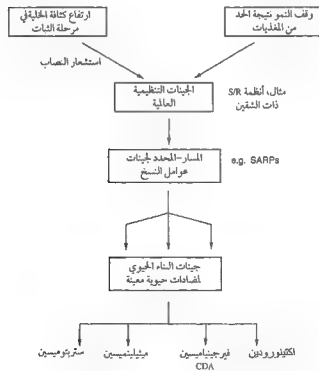 وقف النمو نتيجة الحد
من المغذيات
ارتفاع كثافة الخلية في
مرحلة الثبات
استشعار النصاب
الجينات التنظيمية
العالمية
مثال، أنظمة S/R
ذات الشقين
المسار-المحدد لجينات
عوامل النسخ
e.g. SARPs
جينات البناء الحيوي
لمضادات حيوية معينة
اكتينورودين
فيرجينياميسين
CDA
ميثيلينميسين
ستربتوميسين